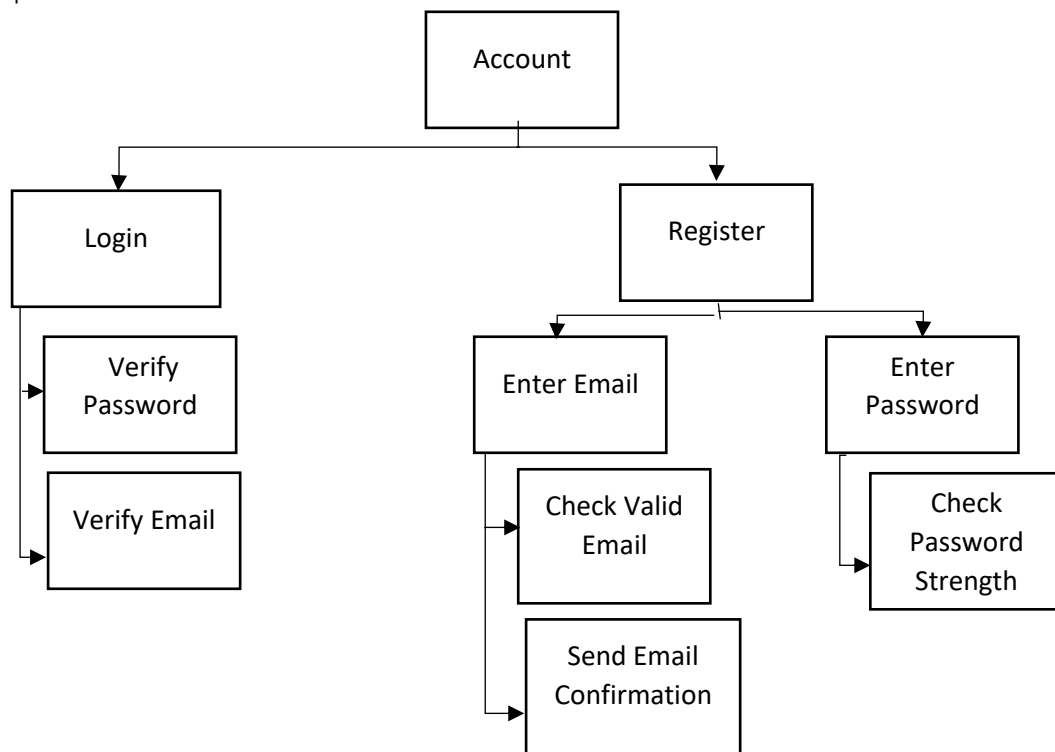 Account
Login
Register
Verify
Password
Enter Email
Enter
Password
Verify Email
Check Valid
Email
Check
Password
Strength
Send Email
Confirmation